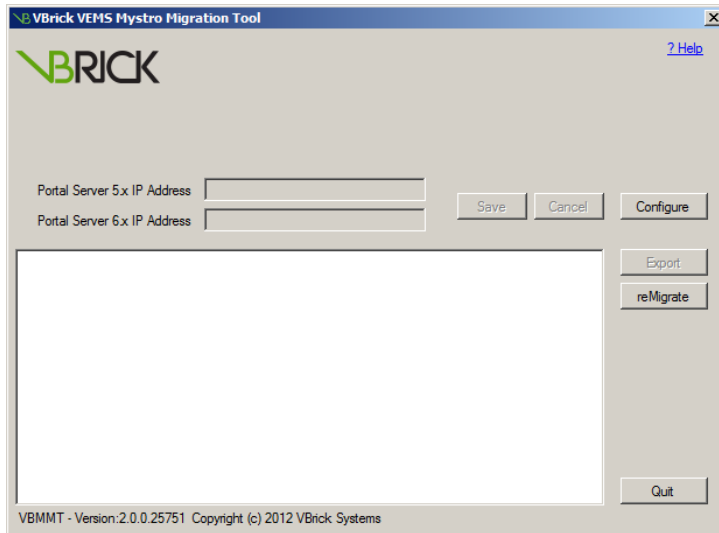 VBrick VEMS Mystro Migration Tool
? Help
VBRICK
Portal Server 5.x IP Address
Save Cancel Configure
Portal Server 6.x IP Address
Export
reMigrate
Quit
VBMMT - Version:2.0.0.25751 Copyright (c) 2012 VBrick Systems